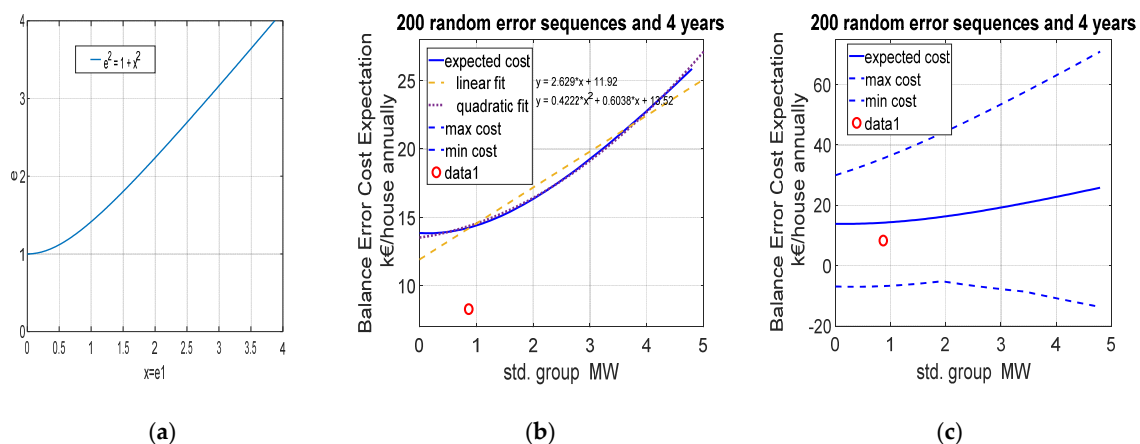 4
3
2
1
0
e
0
0.5
1
1.5
2
2.5
3
3.5
4
x=e1
e² = 1 + x²
(a)
200 random error sequences and 4 years
Balance Error Cost Expectation
k€/house annually
25
20
15
10
0
1
2
3
4
5
std. group MW
expected cost
linear fit
quadratic fit
max cost
min cost
data1
y = 2.629*x + 11.92
y = 0.4222*x² + 0.6038*x + 13.52
(b)
200 random error sequences and 4 years
Balance Error Cost Expectation
k€/house annually
60
40
20
0
-20
0
1
2
3
4
5
std. group MW
expected cost
max cost
min cost
data1
(c)